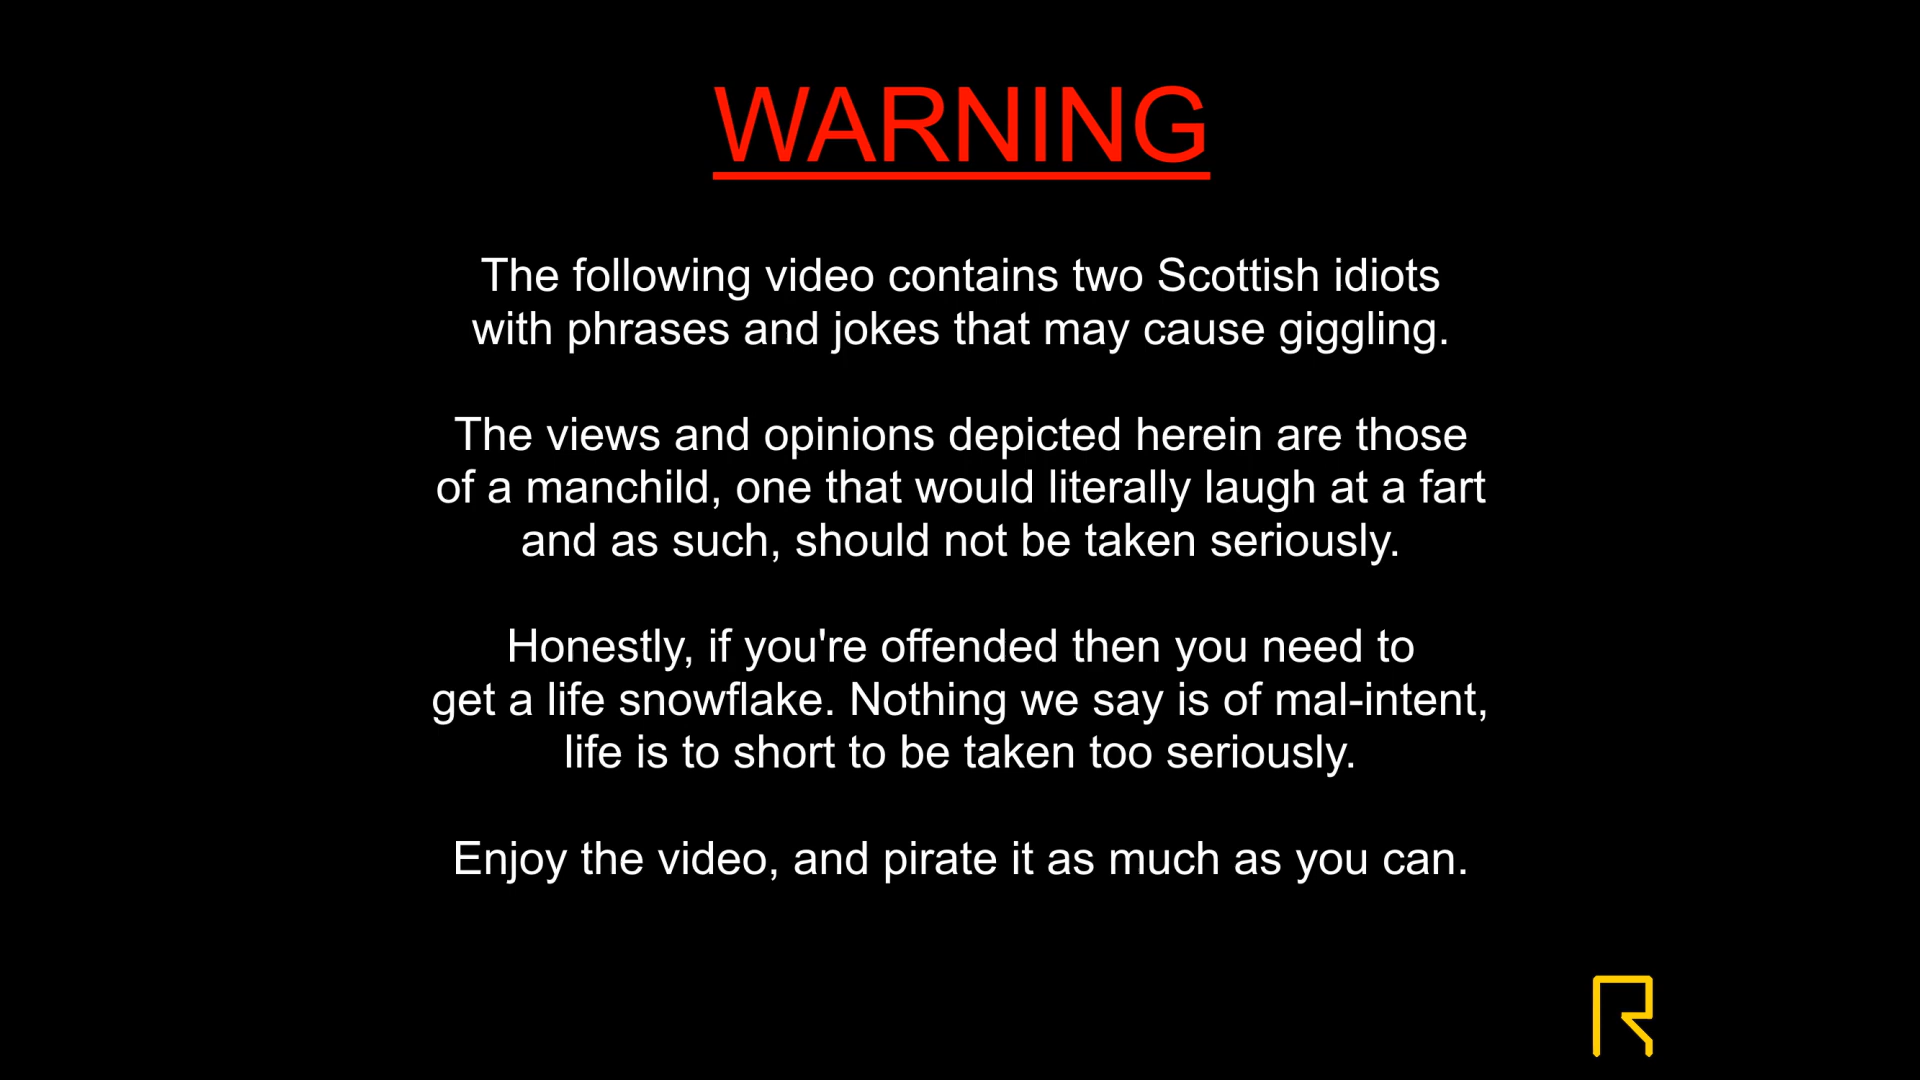 WARNING
The following video contains two Scottish idiots
with phrases and jokes that may cause giggling.
The views and opinions depicted herein are those
of a manchild, one that would literally laugh at a fart
and as such, should not be taken seriously.
Honestly, if you're offended then you need to
get a life snowflake. Nothing we say is of mal-intent,
life is to short to be taken too seriously.
Enjoy the video, and pirate it as much as you can.
R